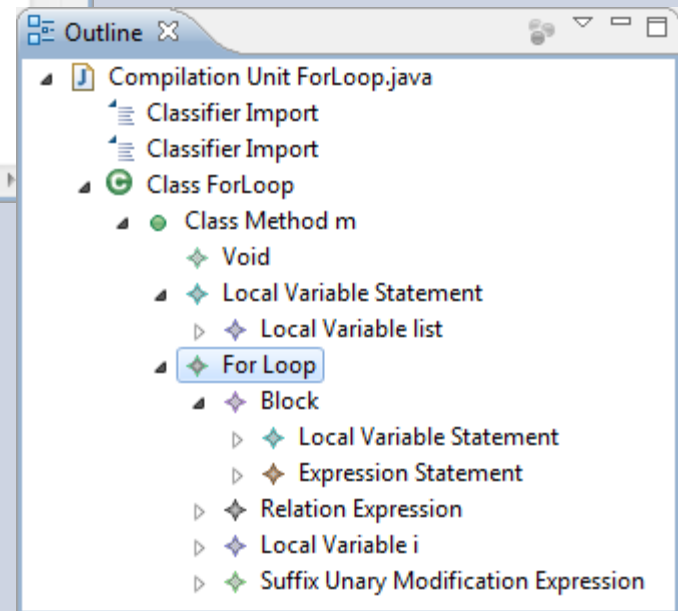 Outline
Compilation Unit ForLoop.java
Classifier Import
Classifier Import
Class ForLoop
Class Method m
Void
Local Variable Statement
Local Variable list
For Loop
Block
Local Variable Statement
Expression Statement
Relation Expression
Local Variable i
Suffix Unary Modification Expression